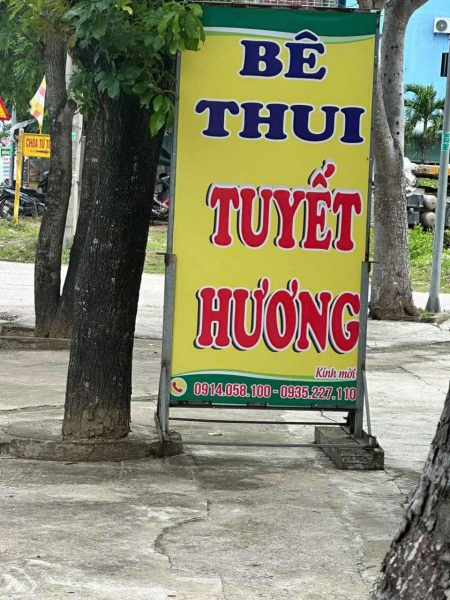 BÊ
THUI
TUYẾT
HƯƠNG
Kính mời
0914.058.100 - 0935.227.110